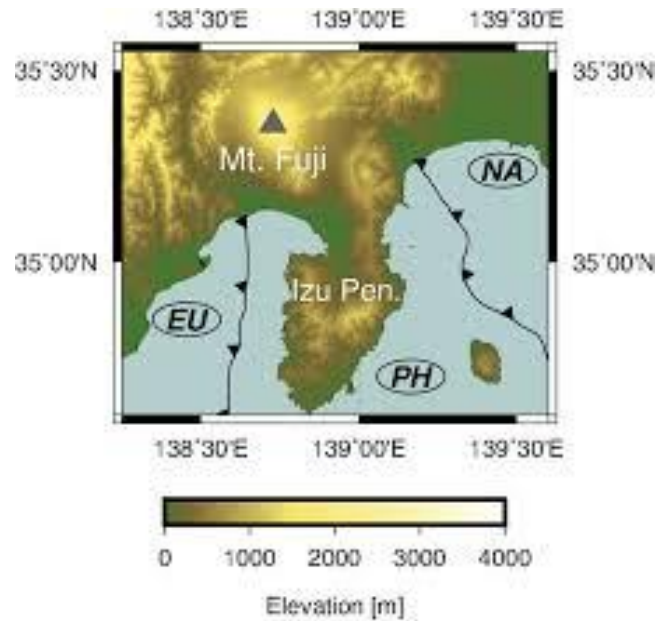 138˚30'E 139˚00'E 139˚30'E
35˚30'N 35˚30'N
Mt. Fuji
NA
35˚00'N 35˚00'N
Izu Pen.
EU
PH
138˚30'E 139˚00'E 139˚30'E
0 1000 2000 3000 4000
Elevation [m]